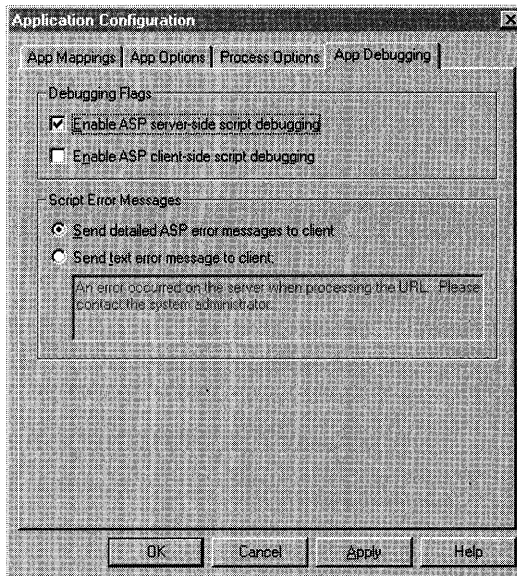 Application Configuration
App Mappings App Options Process Options App Debugging
Debugging Flags
Enable ASP server-side script debugging
Enable ASP client-side script debugging
Script Error Messages
Send detailed ASP error messages to client
Send text error message to client:
An error occurred on the server when processing the URL. Please
contact the system administrator.
OK Cancel Apply Help